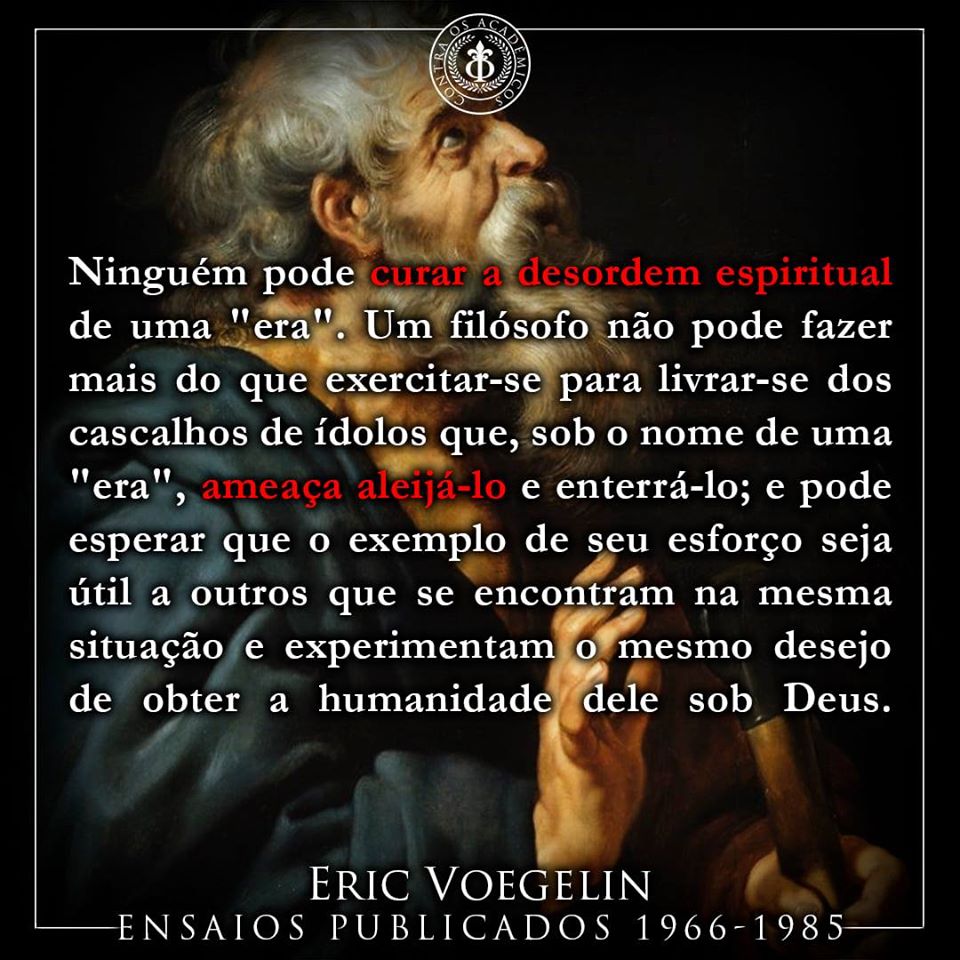 CONTRA OS ACADÊMICOS
Ninguém pode curar a desordem espiritual
de uma "era". Um filósofo não pode fazer
mais do que exercitar-se para livrar-se dos
cascalhos de ídolos que, sob o nome de uma
"era", ameaça aleijá-lo e enterrá-lo; e pode
esperar que o exemplo de seu esforço seja
útil a outros que se encontram na mesma
situação e experimentam o mesmo desejo
de obter a humanidade dele sob Deus.
ERIC VOEGELIN
ENSAIOS PUBLICADOS 1966-1985